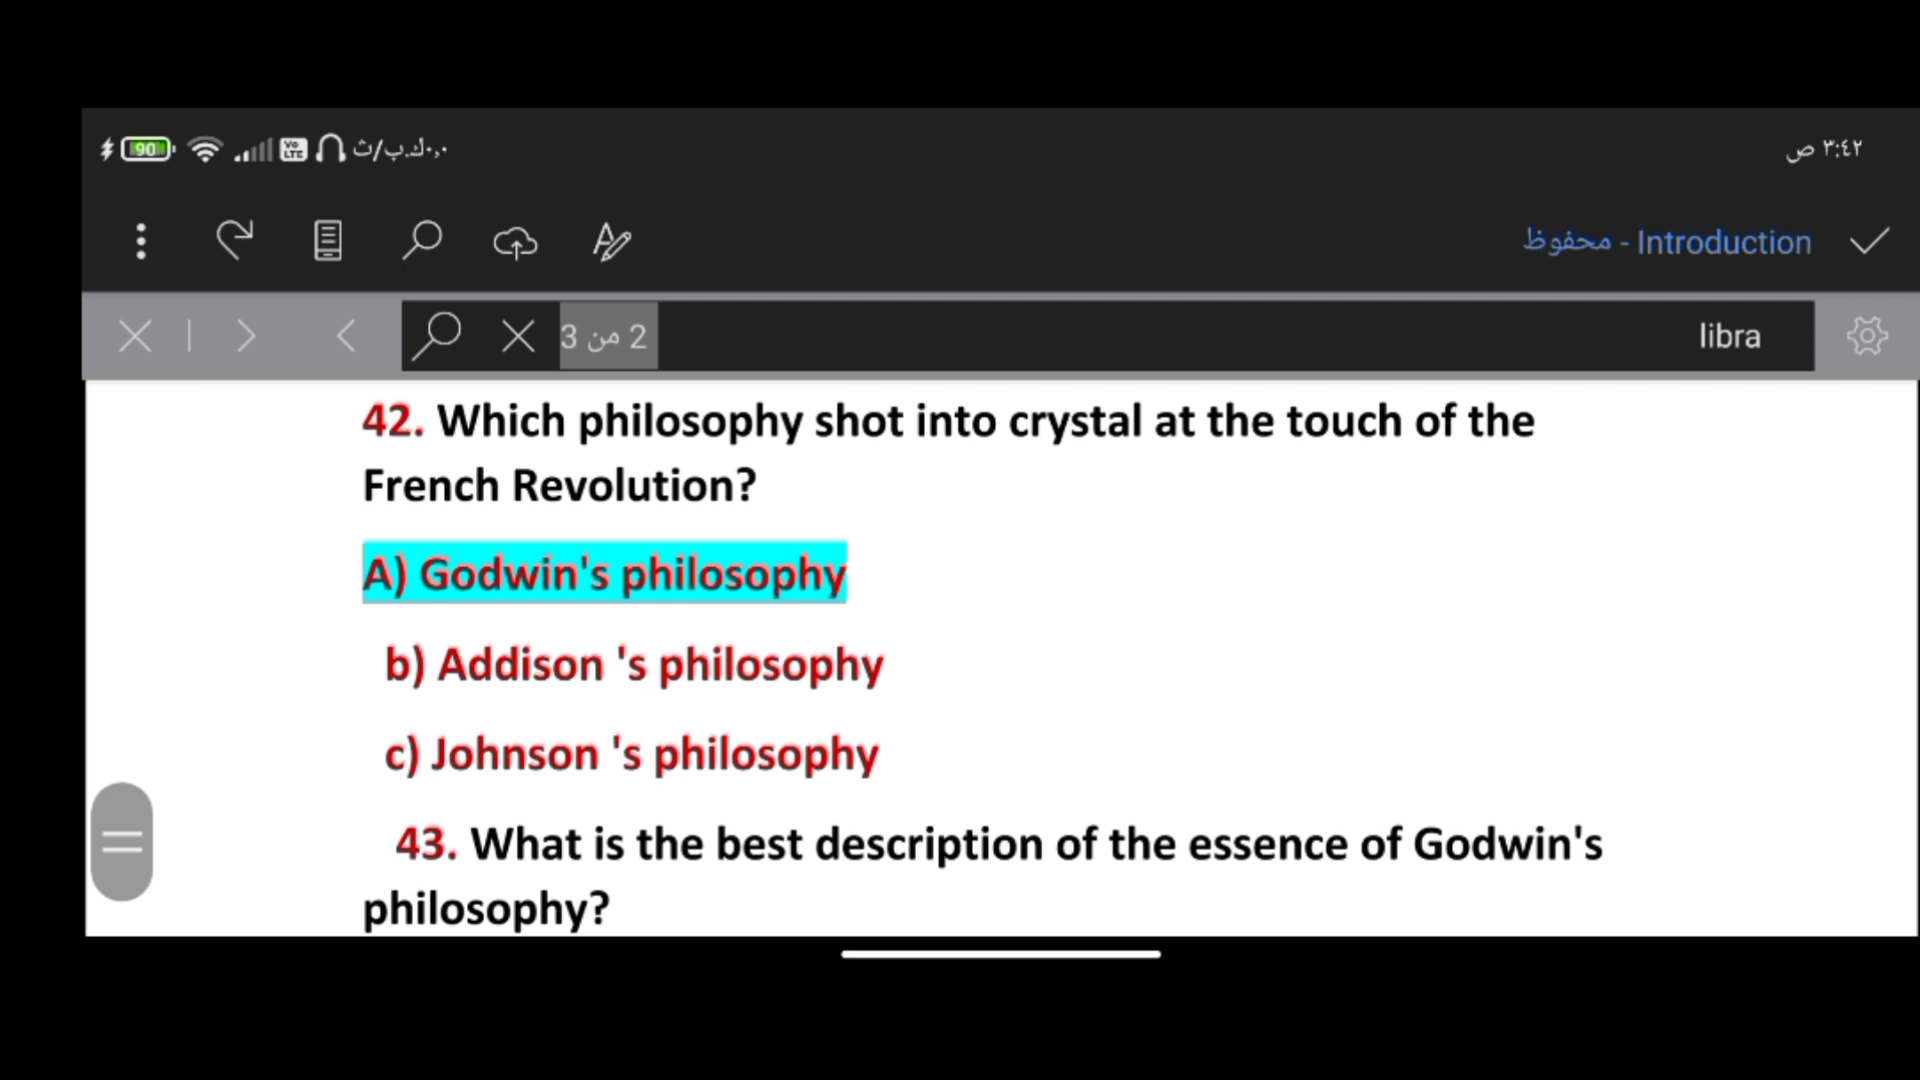 90 Vo LTE ٠,٠ك.ب/ث ٣:٤٢ ص
Introduction - محفوظ
2 من 3 libra
42. Which philosophy shot into crystal at the touch of the
French Revolution?
A) Godwin's philosophy
b) Addison 's philosophy
c) Johnson 's philosophy
43. What is the best description of the essence of Godwin's
philosophy?